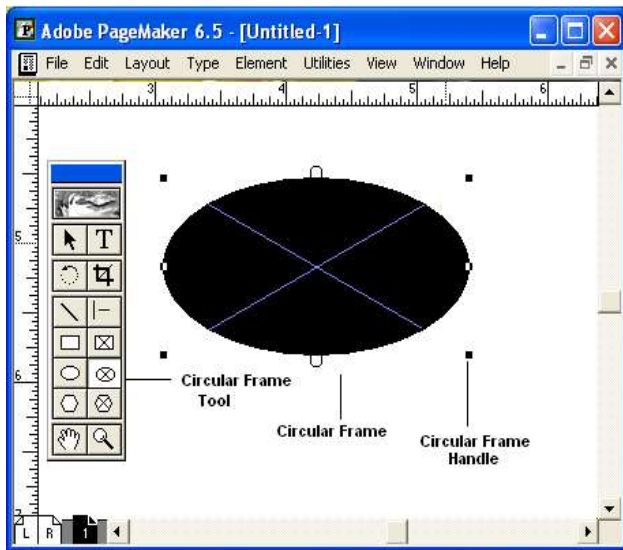 P Adobe PageMaker 6.5 - [Untitled-1]
File Edit Layout Type Element Utilities View Window Help
3 4 5 6
T
5
6
7
Circular Frame
Tool
Circular Frame
Circular Frame
Handle
L R 1